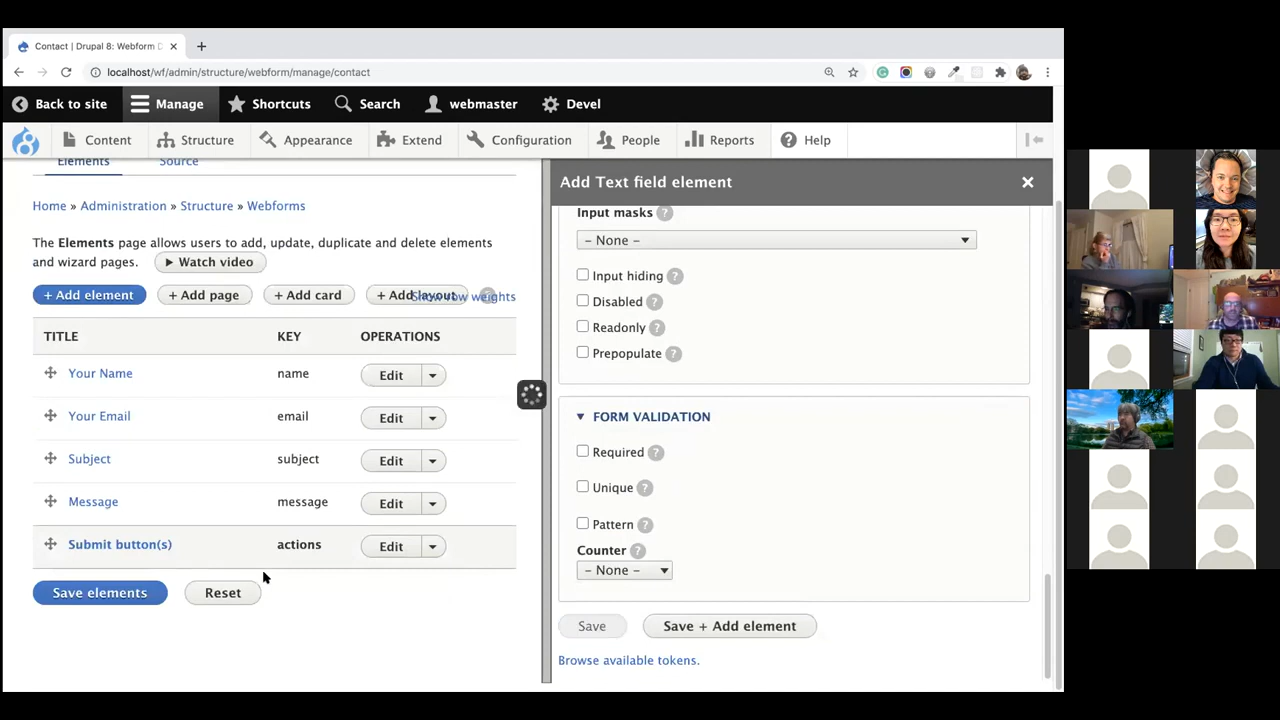 Contact | Drupal 8: Webform D
localhost/wf/admin/structure/webform/manage/contact
Back to site Manage Shortcuts Search webmaster Devel
Content Structure Appearance Extend Configuration People Reports Help
Elements Source
Home » Administration » Structure » Webforms
The Elements page allows users to add, update, duplicate and delete elements
and wizard pages. Watch video
+ Add element + Add page + Add card + Add layout Show row weights
TITLE KEY OPERATIONS
Your Name name Edit
Your Email email Edit
Subject subject Edit
Message message Edit
Submit button(s) actions Edit
Save elements Reset
Add Text field element
Input masks ?
- None -
Input hiding ?
Disabled ?
Readonly ?
Prepopulate ?
FORM VALIDATION
Required ?
Unique ?
Pattern ?
Counter ?
- None -
Save Save + Add element
Browse available tokens.